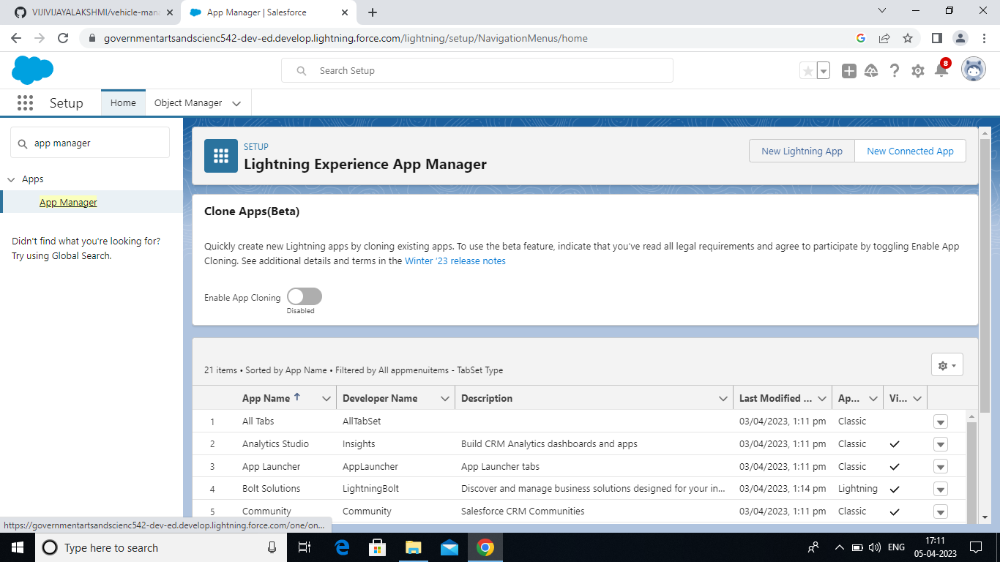 VIJIVIJAYALAKSHMI/vehicle-mana
App Manager | Salesforce
governmentartsandscienc542-dev-ed.develop.lightning.force.com/lightning/setup/NavigationMenus/home
Search Setup
8
Setup
Home
Object Manager
app manager
Apps
App Manager
Didn't find what you're looking for?
Try using Global Search.
SETUP
Lightning Experience App Manager
New Lightning App
New Connected App
Clone Apps(Beta)
Quickly create new Lightning apps by cloning existing apps. To use the beta feature, indicate that you've read all legal requirements and agree to participate by toggling Enable App
Cloning. See additional details and terms in the Winter '23 release notes
Enable App Cloning
Disabled
21 items • Sorted by App Name • Filtered by All appmenuitems - TabSet Type
App Name Developer Name Description Last Modified ... Ap... Vi...
1 All Tabs AllTabSet 03/04/2023, 1:11 pm Classic
2 Analytics Studio Insights Build CRM Analytics dashboards and apps 03/04/2023, 1:11 pm Classic
3 App Launcher AppLauncher App Launcher tabs 03/04/2023, 1:11 pm Classic
4 Bolt Solutions LightningBolt Discover and manage business solutions designed for your in... 03/04/2023, 1:14 pm Lightning
5 Community Community Salesforce CRM Communities 03/04/2023, 1:11 pm Classic
https://governmentartsandscienc542-dev-ed.develop.lightning.force.com/one/on...
Type here to search
ENG
17:11
05-04-2023